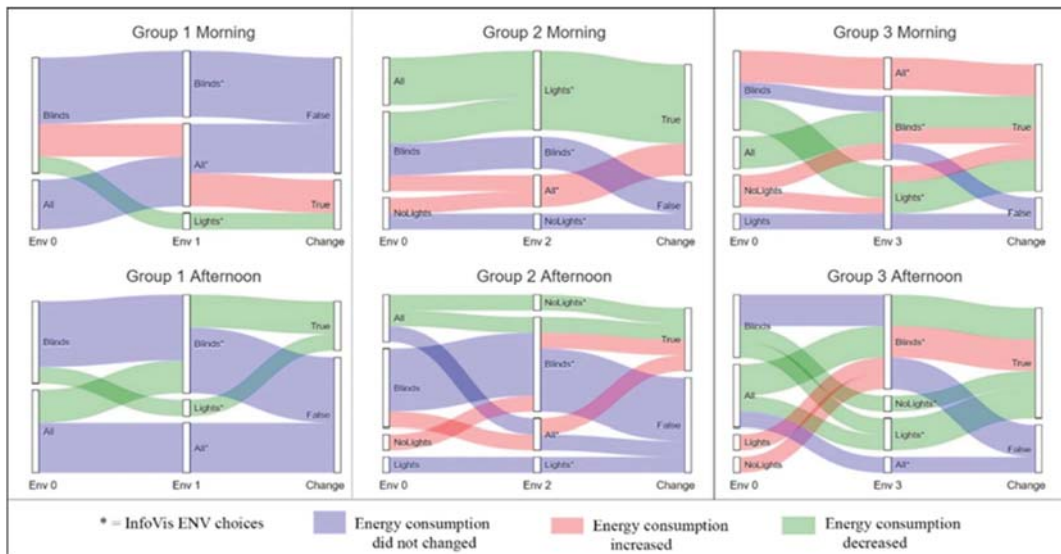 Group 1 Morning
Blinds
All
Blinds*
All*
Lights*
False
True
Env 0 Env 1 Change
Group 2 Morning
All
Blinds
NoLights
Lights*
Blinds*
All*
NoLights*
True
False
Env 0 Env 2 Change
Group 3 Morning
Blinds
All
NoLights
Lights
All*
Blinds*
Lights*
True
False
Env 0 Env 3 Change
Group 1 Afternoon
Blinds
All
Blinds*
Lights*
All*
True
False
Env 0 Env 1 Change
Group 2 Afternoon
All
Blinds
NoLights
Lights
NoLights*
Blinds*
All*
Lights*
True
False
Env 0 Env 2 Change
Group 3 Afternoon
Blinds
All
Lights
NoLights
Blinds*
NoLights*
Lights*
All*
True
False
Env 0 Env 3 Change
* = InfoVis ENV choices
Energy consumption
did not changed
Energy consumption
increased
Energy consumption
decreased